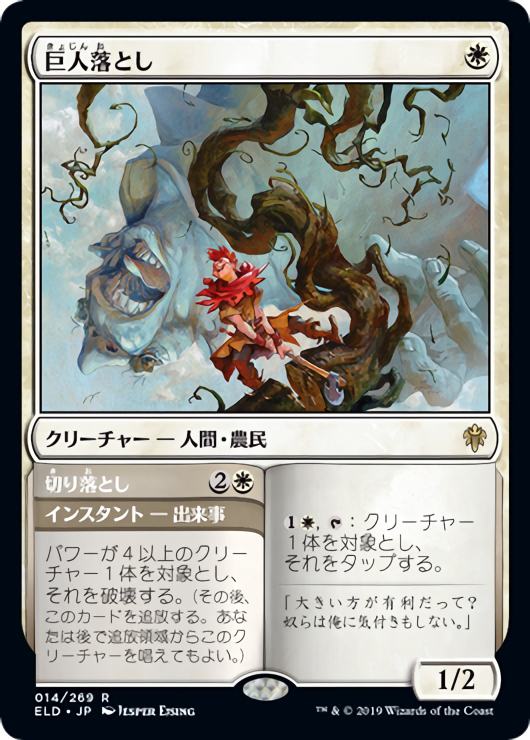 きょじん お
巨人落とし
クリーチャー — 人間・農民
き お
切り落とし 2
インスタント — 出来事
パワーが4以上のクリー
チャー1体を対象とし、
それを破壊する。(その後、
このカードを追放する。あな
たは後で追放領域からこのク
リーチャーを唱えてもよい。)
1 , : クリーチャー
1体を対象とし、
それをタップする。
「大きい方が有利だって?
奴らは俺に気付きもしない。」
1/2
014/269 R
ELD • JP Jesper Ejsing
™ & © 2019 Wizards of the Coast